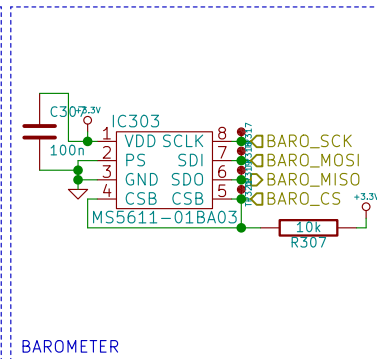 C307
+3.3V
100n
IC303
1 VDD SCLK 8
2 PS SDI 7
3 GND SDO 6
4 CSB CSB 5
MS5611-01BA03
BARO_SCK
BARO_MOSI
BARO_MISO
BARO_CS
+3.3V
10k
R307
BAROMETER